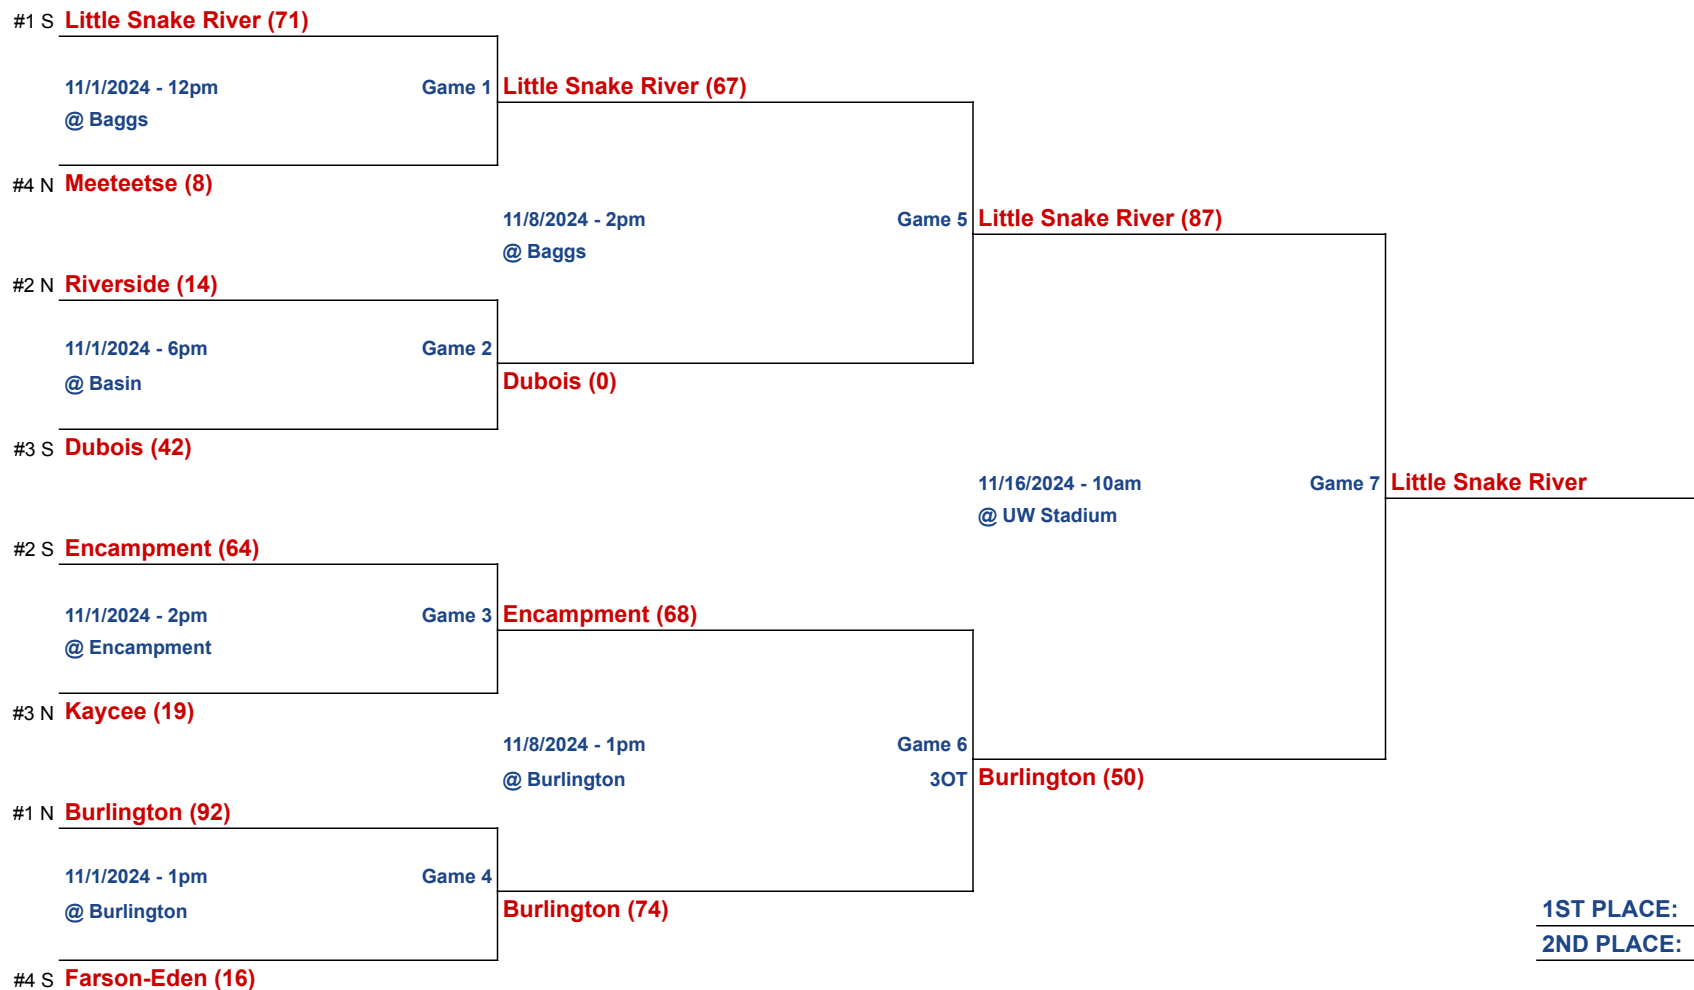 #1 S Little Snake River (71)
11/1/2024 - 12pm Game 1
@ Baggs
#4 N Meeteetse (8)
#2 N Riverside (14)
11/1/2024 - 6pm Game 2
@ Basin
#3 S Dubois (42)
#2 S Encampment (64)
11/1/2024 - 2pm Game 3
@ Encampment
#3 N Kaycee (19)
#1 N Burlington (92)
11/1/2024 - 1pm Game 4
@ Burlington
#4 S Farson-Eden (16)
Little Snake River (67)
11/8/2024 - 2pm Game 5
@ Baggs
Dubois (0)
Encampment (68)
11/8/2024 - 1pm Game 6
@ Burlington 3OT
Burlington (74)
Little Snake River (87)
11/16/2024 - 10am Game 7
@ UW Stadium
Burlington (50)
Little Snake River
1ST PLACE:
2ND PLACE: